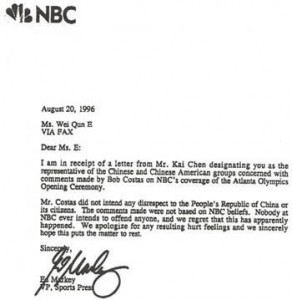 NBC
August 20, 1996
Ms. Wei Qun E
VIA FAX
Dear Ms. E:
I am in receipt of a letter from Mr. Kai Chen designating you as the
representative of the Chinese and Chinese American groups concerned with
comments made by Bob Costas on NBC's coverage of the Atlanta Olympics
Opening Ceremony.
Mr. Costas did not intend any disrespect to the People's Republic of China or
its citizens. The comments made were not based on NBC beliefs. Nobody at
NBC ever intends to offend anyone, and we regret that this has apparently
happened. We apologize for any resulting hurt feelings and we sincerely
hope this puts the matter to rest.
Sincerely,
Ed Markey
VP, Sports Press